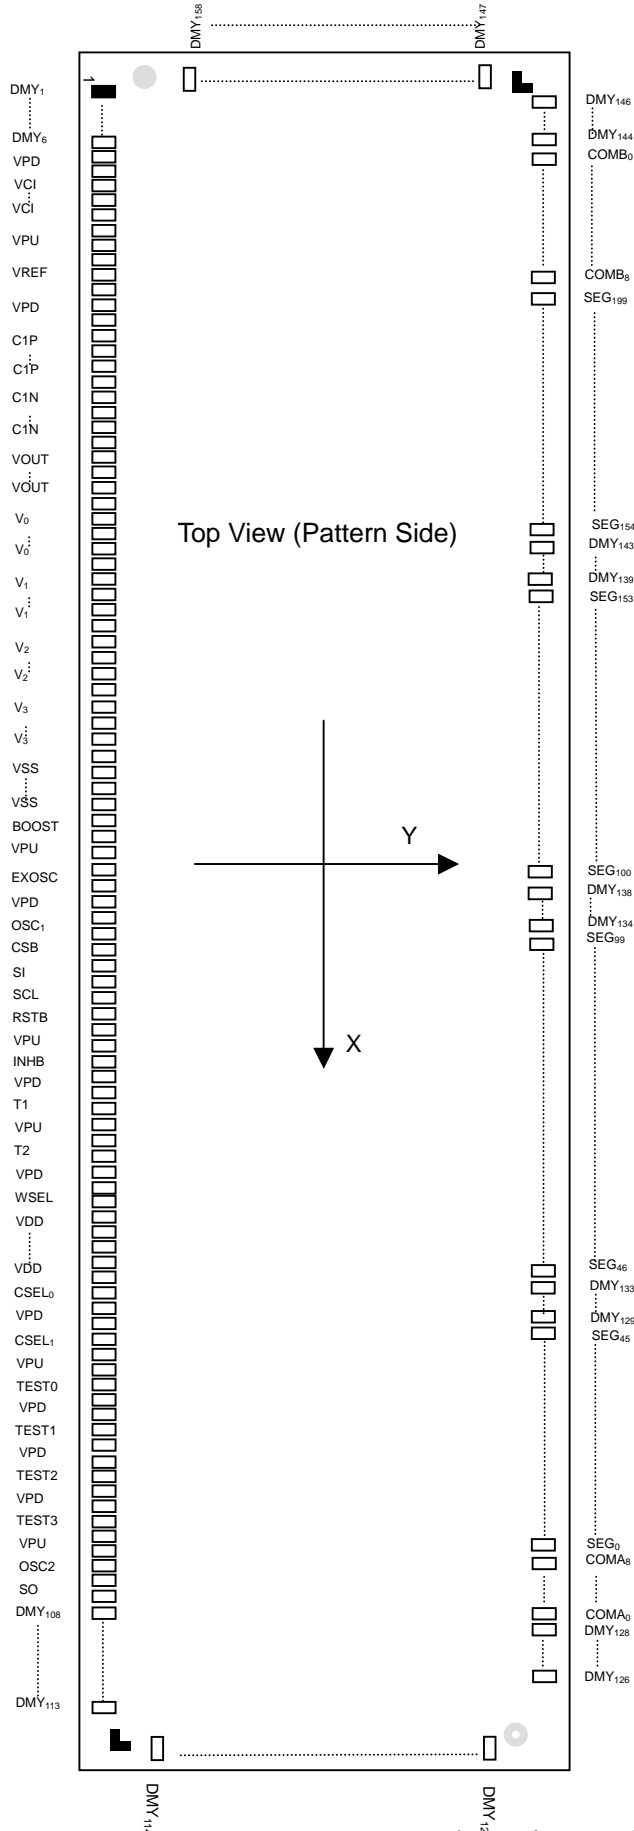 DMY158
DMY147
1
DMY1
DMY6
VPD
VCI
VCI
VPU
VREF
VPD
C1P
C1P
C1N
C1N
VOUT
VOUT
V0
V0
V1
V1
V2
V2
V3
V3
VSS
VSS
BOOST
VPU
EXOSC
VPD
OSC1
CSB
SI
SCL
RSTB
VPU
INHB
VPD
T1
VPU
T2
VPD
WSEL
VDD
VDD
CSEL0
VPD
CSEL1
VPU
TEST0
VPD
TEST1
VPD
TEST2
VPD
TEST3
VPU
OSC2
SO
DMY108
DMY113
Top View (Pattern Side)
Y
X
DMY146
DMY144
COMB0
COMB8
SEG199
SEG154
DMY143
DMY139
SEG153
SEG100
DMY138
DMY134
SEG99
SEG46
DMY133
DMY129
SEG45
SEG0
COMA8
COMA0
DMY128
DMY126